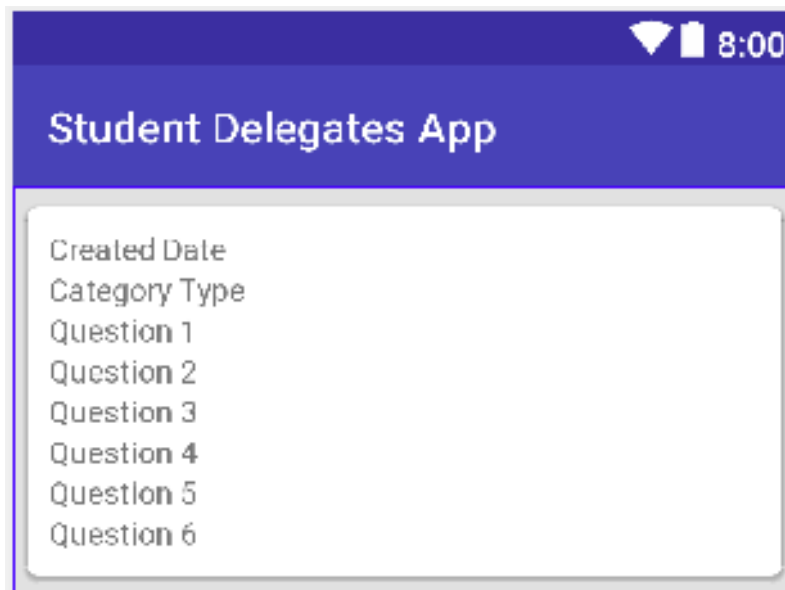 8:00
Student Delegates App
Created Date
Category Type
Question 1
Question 2
Question 3
Question 4
Question 5
Question 6